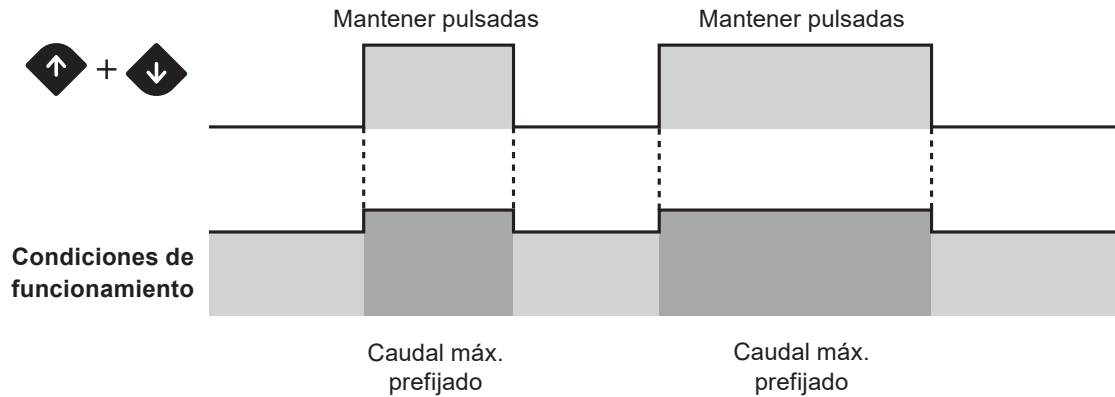 Mantener pulsadas
Mantener pulsadas
+
Condiciones de
funcionamiento
Caudal máx.
prefijado
Caudal máx.
prefijado